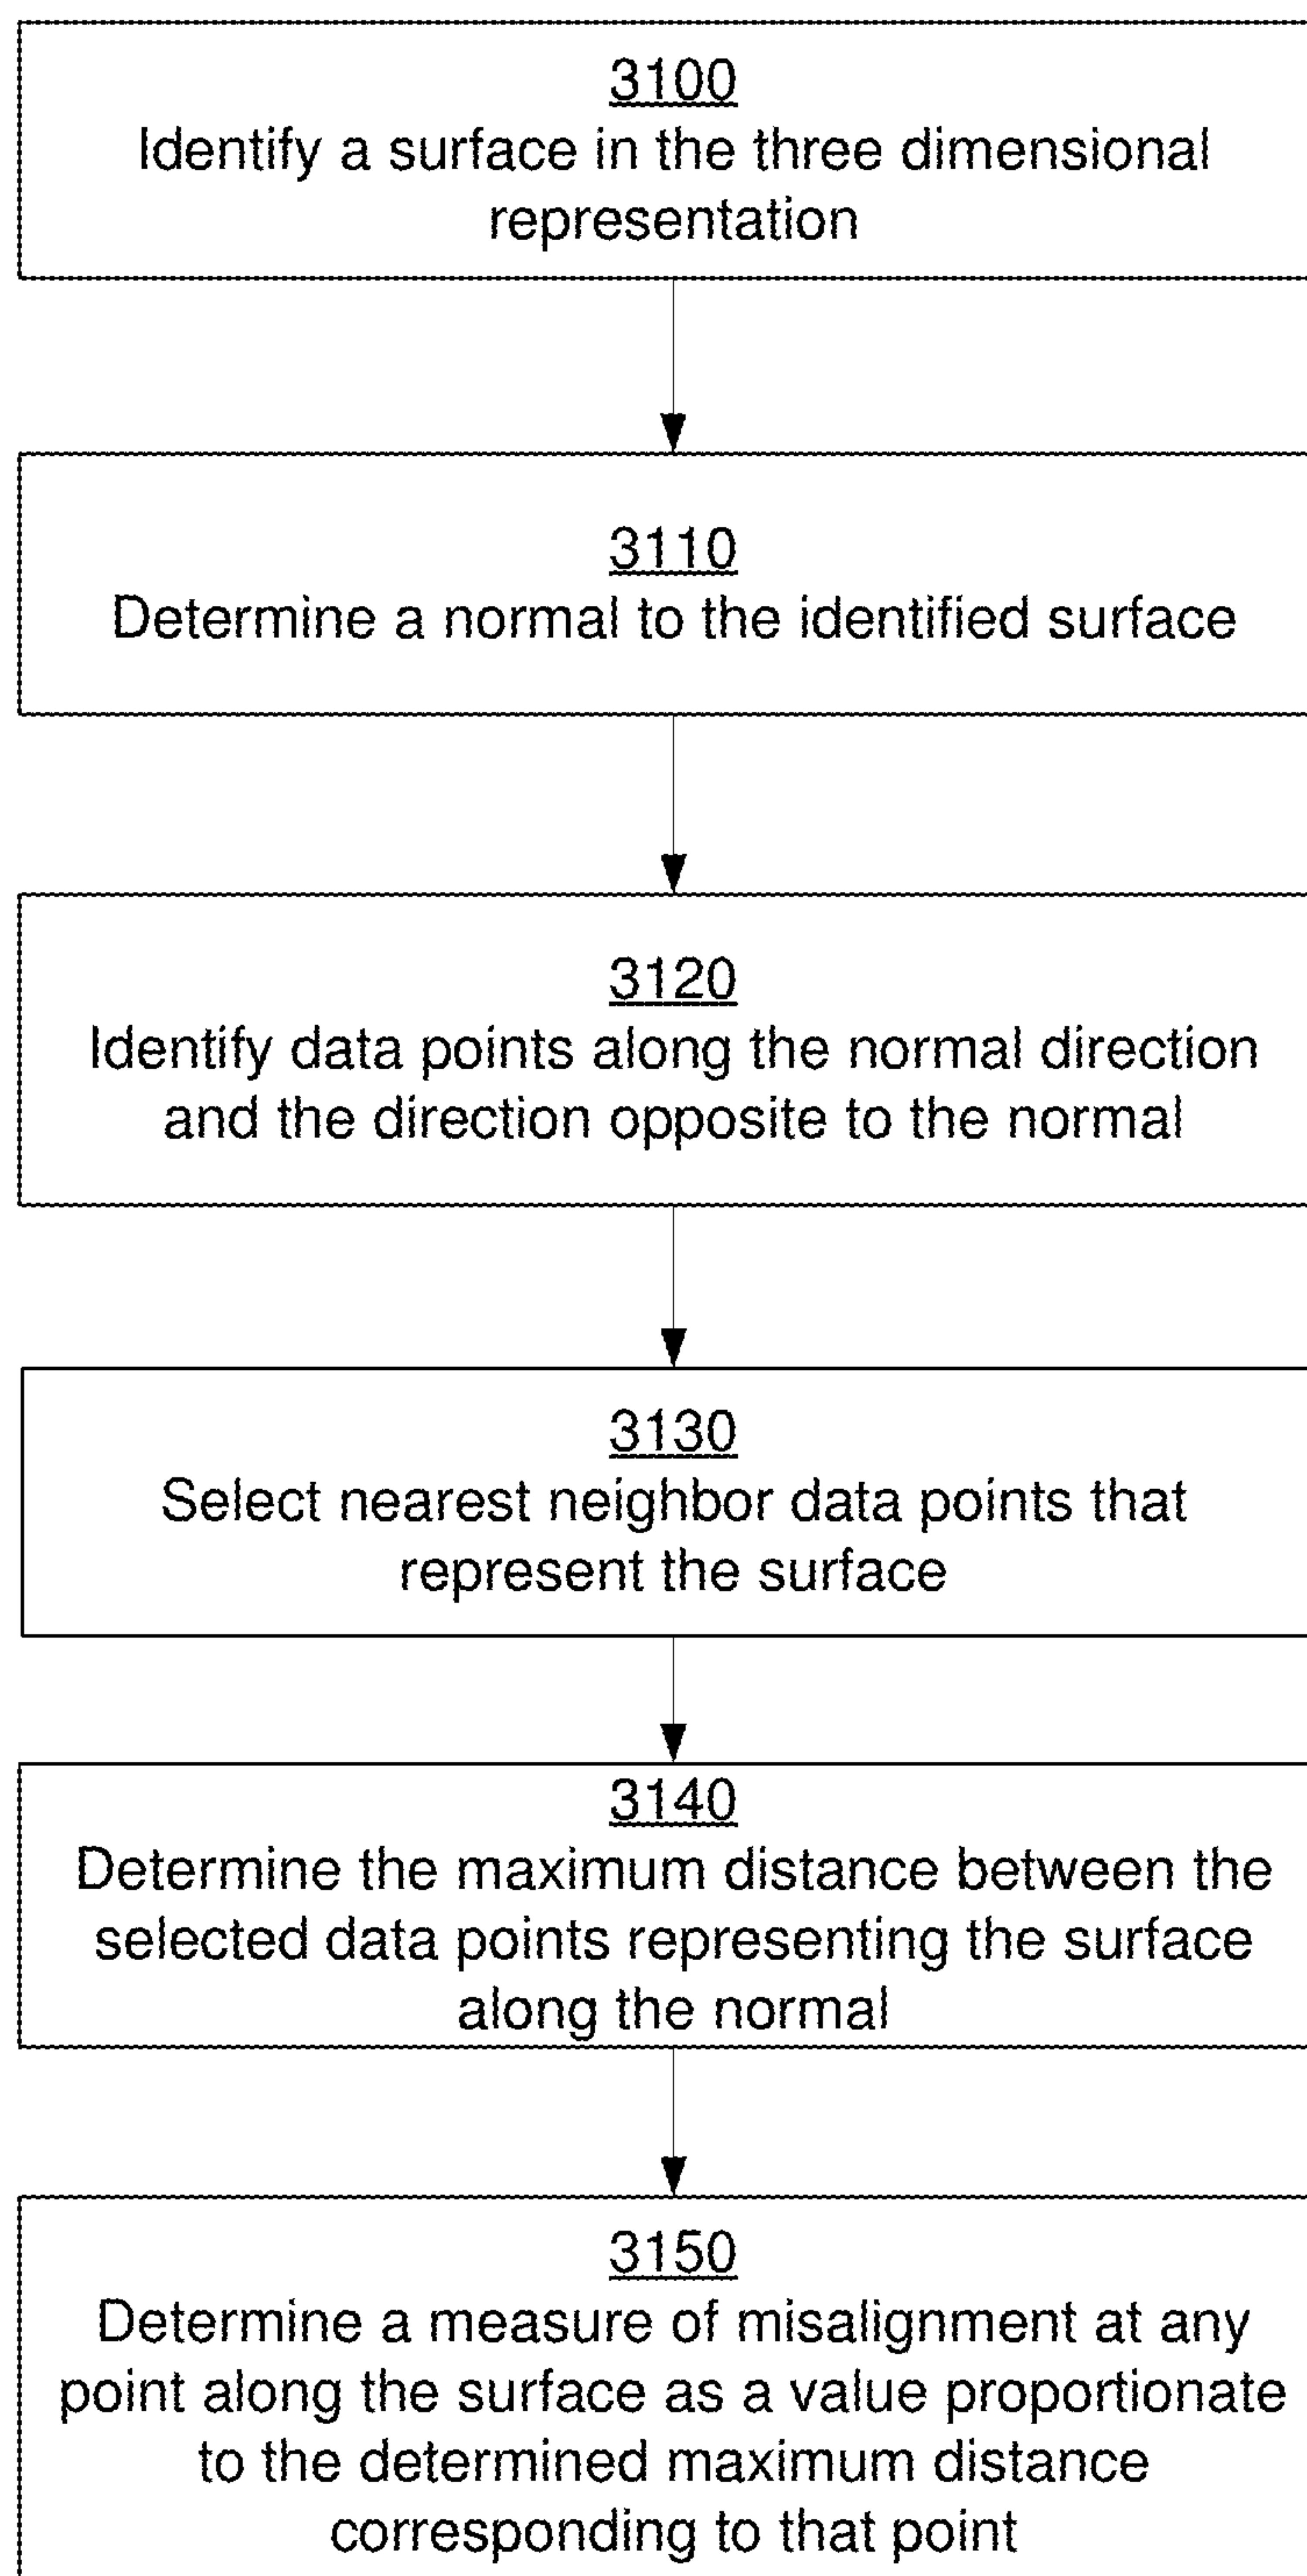 3100
Identify a surface in the three dimensional
representation
3110
Determine a normal to the identified surface
3120
Identify data points along the normal direction
and the direction opposite to the normal
3130
Select nearest neighbor data points that
represent the surface
3140
Determine the maximum distance between the
selected data points representing the surface
along the normal
3150
Determine a measure of misalignment at any
point along the surface as a value proportionate
to the determined maximum distance
corresponding to that point